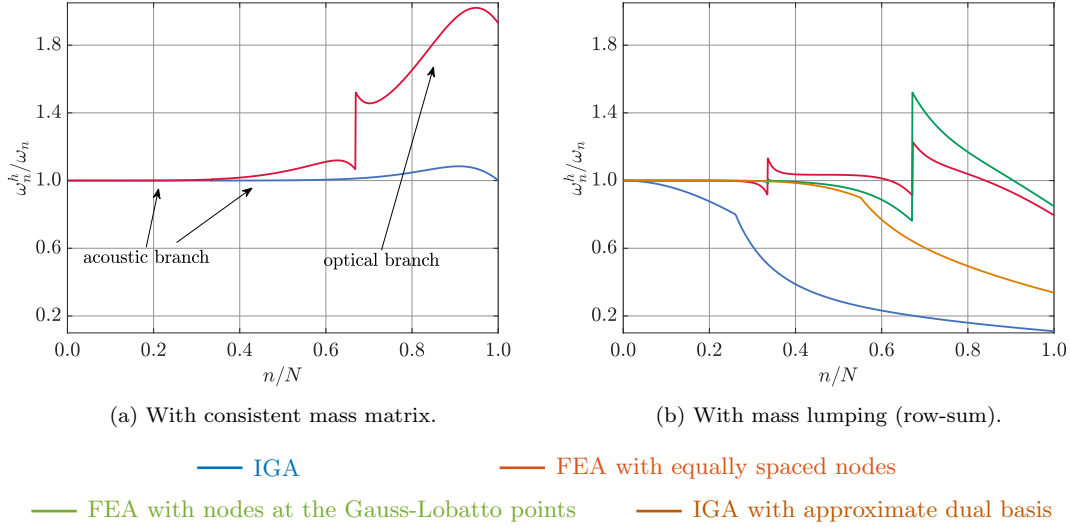 1.8
1.4
1.0
0.6
0.2
ω_n^h/ω_n
acoustic branch
optical branch
0.0 0.2 0.4 0.6 0.8 1.0
n/N
(a) With consistent mass matrix.
1.8
1.4
1.0
0.6
0.2
ω_n^h/ω_n
0.0 0.2 0.4 0.6 0.8 1.0
n/N
(b) With mass lumping (row-sum).
IGA
FEA with equally spaced nodes
FEA with nodes at the Gauss-Lobatto points
IGA with approximate dual basis